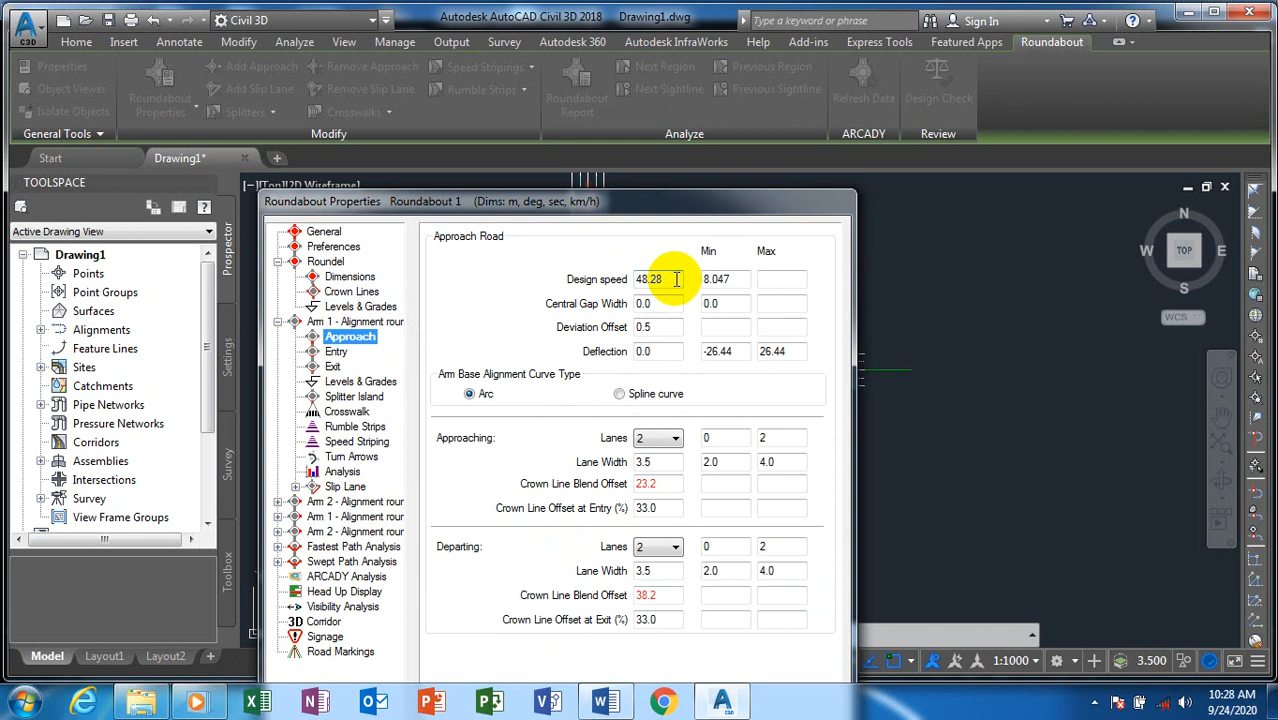 Civil 3D
Autodesk AutoCAD Civil 3D 2018 Drawing1.dwg
Type a keyword or phrase
Sign In
C3D
Home Insert Annotate Modify Analyze View Manage Output Survey Autodesk 360 Autodesk InfraWorks Help Add-ins Express Tools Featured Apps Roundabout
Properties
Object Viewer
Isolate Objects
General Tools
Roundabout Properties
Add Approach
Add Slip Lane
Splitters
Remove Approach
Remove Slip Lane
Crosswalks
Speed Stripings
Rumble Strips
Modify
Roundabout Report
Next Region
Next Sightline
Previous Region
Previous Sightline
Analyze
Refresh Data
ARCADY
Design Check
Review
Start
Drawing1*
TOOLSPACE
Active Drawing View
Drawing1
Points
Point Groups
Surfaces
Alignments
Feature Lines
Sites
Catchments
Pipe Networks
Pressure Networks
Corridors
Assemblies
Intersections
Survey
View Frame Groups
Prospector
Settings
Survey
Toolbox
[−][Top][2D Wireframe]
Roundabout Properties Roundabout 1 (Dims: m, deg, sec, km/h)
General
Preferences
Roundel
Dimensions
Crown Lines
Levels & Grades
Arm 1 - Alignment rour
Approach
Entry
Exit
Levels & Grades
Splitter Island
Crosswalk
Rumble Strips
Speed Striping
Turn Arrows
Analysis
Slip Lane
Arm 2 - Alignment rour
Arm 1 - Alignment rour
Arm 2 - Alignment rour
Fastest Path Analysis
Swept Path Analysis
ARCADY Analysis
Head Up Display
Visibility Analysis
Corridor
Signage
Road Markings
Approach Road
Min Max
Design speed 48.28 8.047
Central Gap Width 0.0 0.0
Deviation Offset 0.5
Deflection 0.0 -26.44 26.44
Arm Base Alignment Curve Type
Arc Spline curve
Approaching: Lanes 2 0 2
Lane Width 3.5 2.0 4.0
Crown Line Blend Offset 23.2
Crown Line Offset at Entry (%) 33.0
Departing: Lanes 2 0 2
Lane Width 3.5 2.0 4.0
Crown Line Blend Offset 38.2
Crown Line Offset at Exit (%) 33.0
N
W TOP E
S
WCS
Model Layout1 Layout2
1:1000 3.500
10:28 AM
9/24/2020